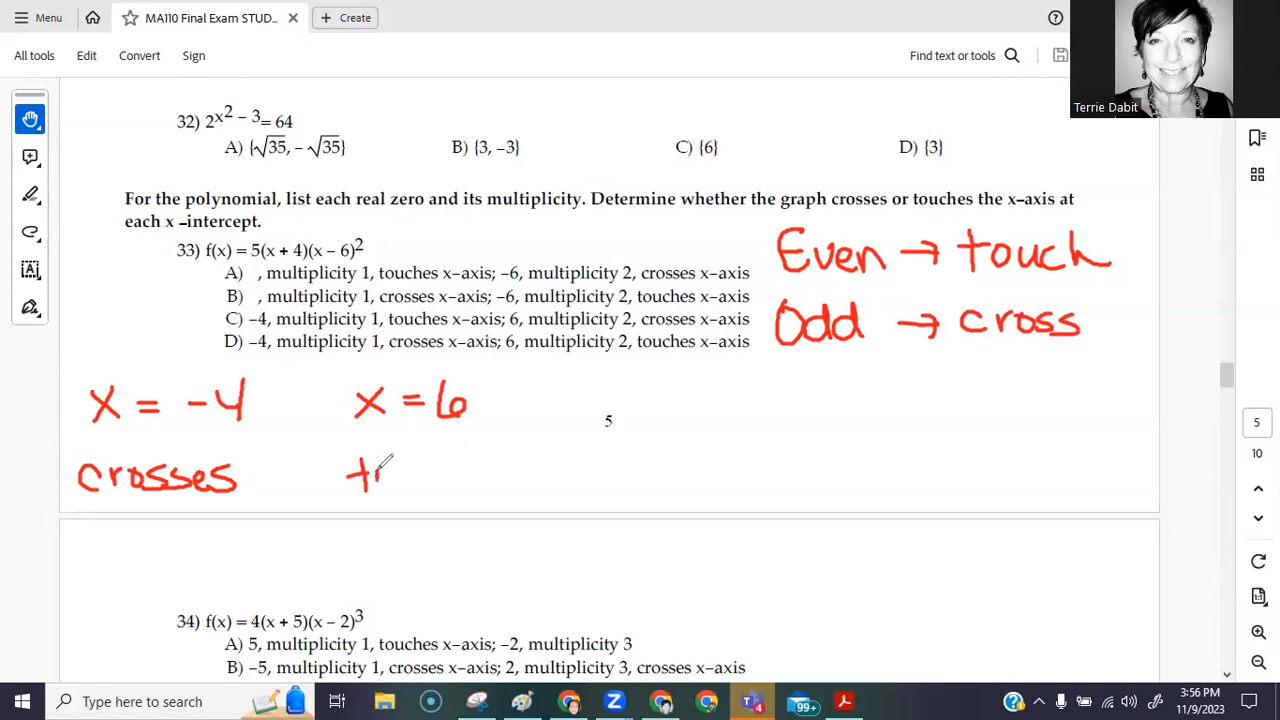 Menu
MA110 Final Exam STUD...
Create
All tools
Edit
Convert
Sign
Find text or tools
Terrie Dabit
32) 2^{x^2 – 3} = 64
A) {√35, – √35}
B) {3, –3}
C) {6}
D) {3}
For the polynomial, list each real zero and its multiplicity. Determine whether the graph crosses or touches the x–axis at
each x –intercept.
33) f(x) = 5(x + 4)(x – 6)^2
A) , multiplicity 1, touches x–axis; –6, multiplicity 2, crosses x–axis
B) , multiplicity 1, crosses x–axis; –6, multiplicity 2, touches x–axis
C) –4, multiplicity 1, touches x–axis; 6, multiplicity 2, crosses x–axis
D) –4, multiplicity 1, crosses x–axis; 6, multiplicity 2, touches x–axis
Even → touch
Odd → cross
x = -4
x = 6
5
crosses
5
10
34) f(x) = 4(x + 5)(x – 2)^3
A) 5, multiplicity 1, touches x–axis; –2, multiplicity 3
B) –5, multiplicity 1, crosses x–axis; 2, multiplicity 3, crosses x–axis
Type here to search
4
99+
3:56 PM
11/9/2023